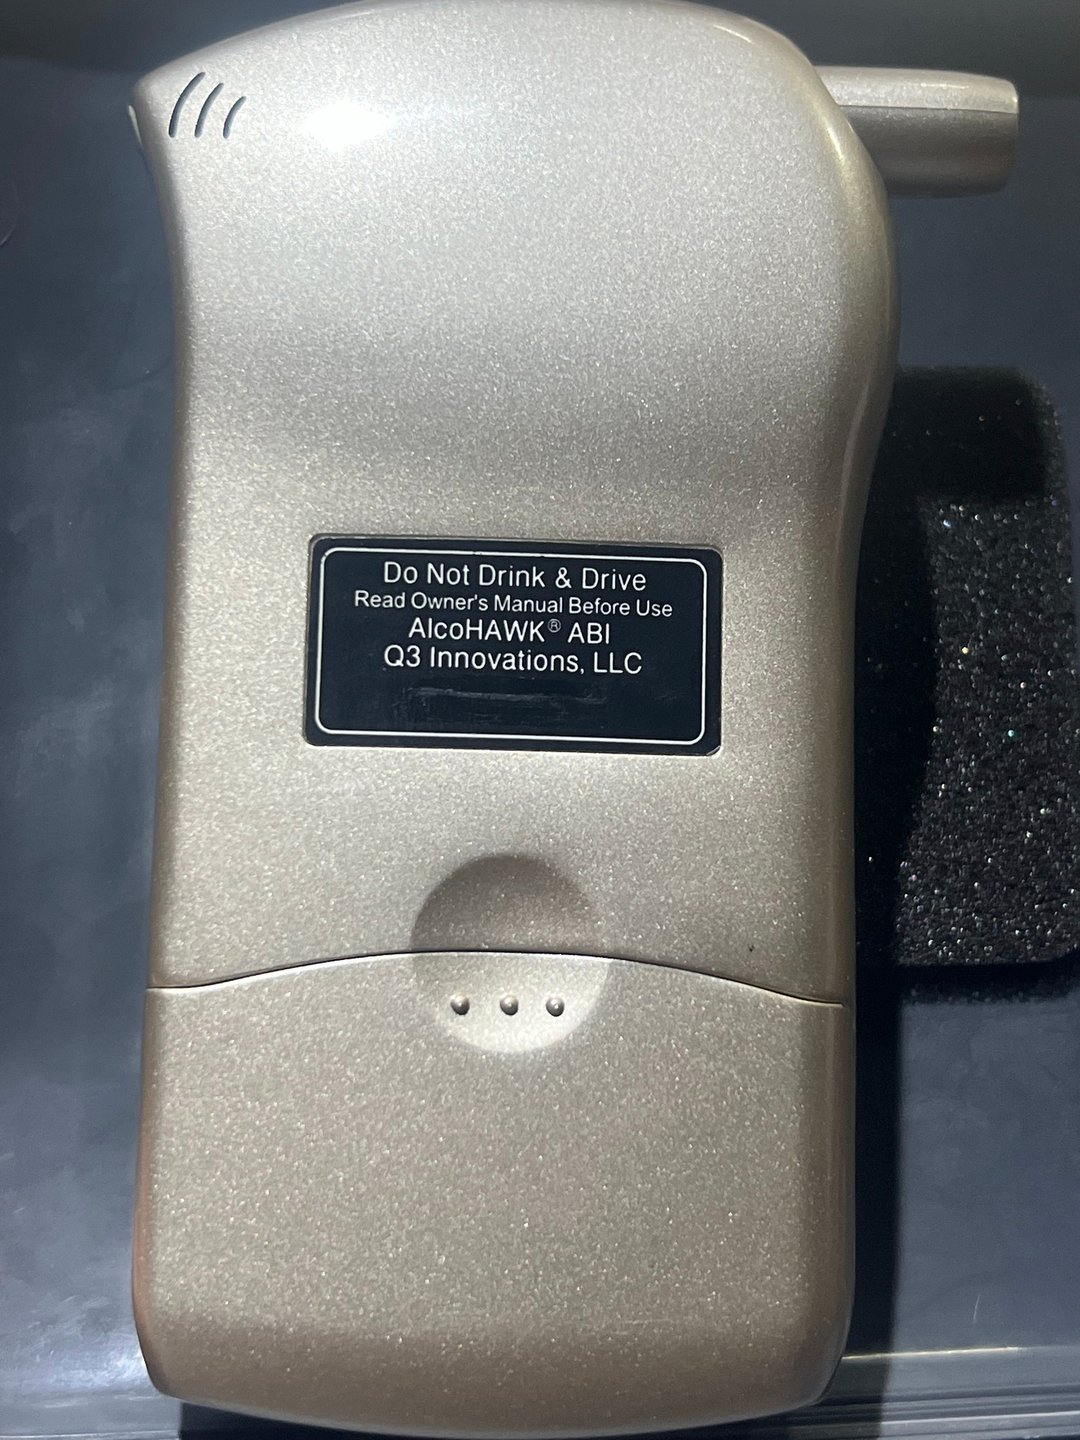 Do Not Drink & Drive
Read Owner's Manual Before Use
AlcoHAWK® ABI
Q3 Innovations, LLC